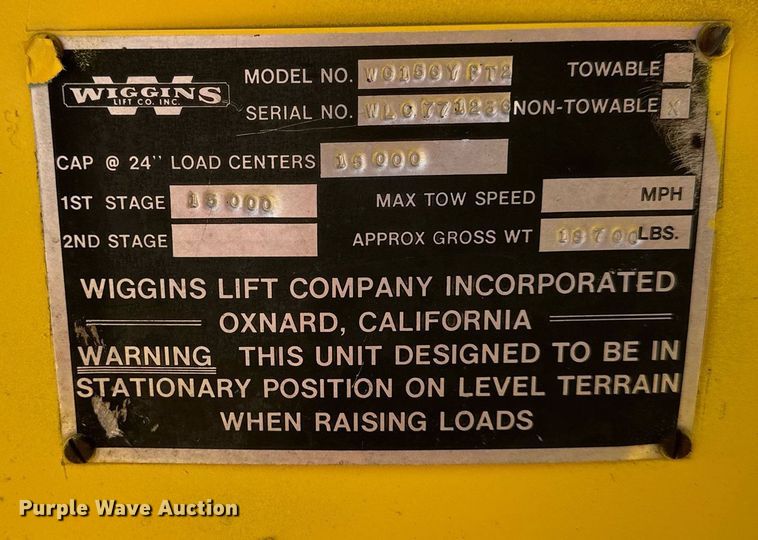 WIGGINS
LIFT CO. INC.
MODEL NO.
TOWABLE
SERIAL NO.
NON-TOWABLE X
CAP @ 24" LOAD CENTERS 15000
1ST STAGE 15000
MAX TOW SPEED MPH
2ND STAGE
APPROX GROSS WT LBS.
WIGGINS LIFT COMPANY INCORPORATED
OXNARD, CALIFORNIA
WARNING THIS UNIT DESIGNED TO BE IN
STATIONARY POSITION ON LEVEL TERRAIN
WHEN RAISING LOADS
Purple Wave Auction